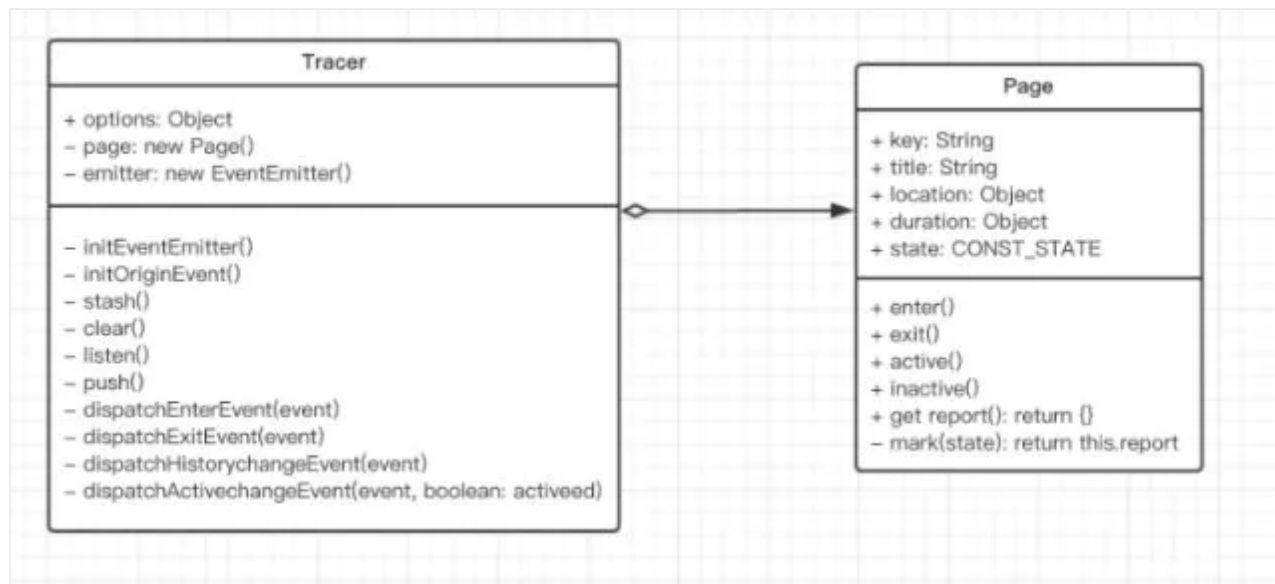 Tracer
+ options: Object
– page: new Page()
– emitter: new EventEmitter()
– initEventEmitter()
– initOriginEvent()
– stash()
– clear()
– listen()
– push()
– dispatchEnterEvent(event)
– dispatchExitEvent(event)
– dispatchHistorychangeEvent(event)
– dispatchActivechangeEvent(event, boolean: activeed)
Page
+ key: String
+ title: String
+ location: Object
+ duration: Object
+ state: CONST_STATE
+ enter()
+ exit()
+ active()
+ inactive()
+ get report(): return {}
– mark(state): return this.report